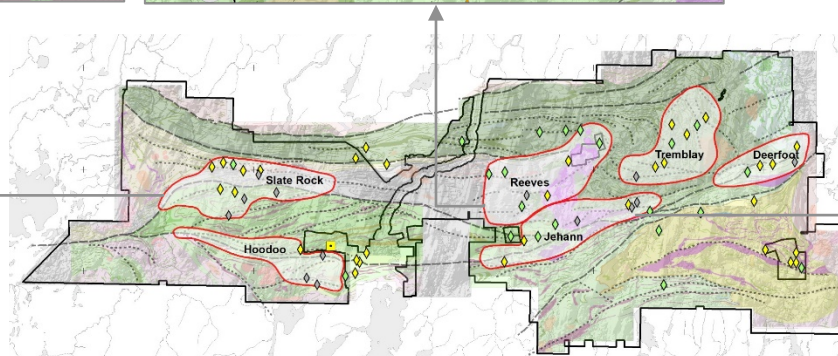 Tremblay
Deerfoot
Slate Rock
Reeves
Jehann
Hoodoo